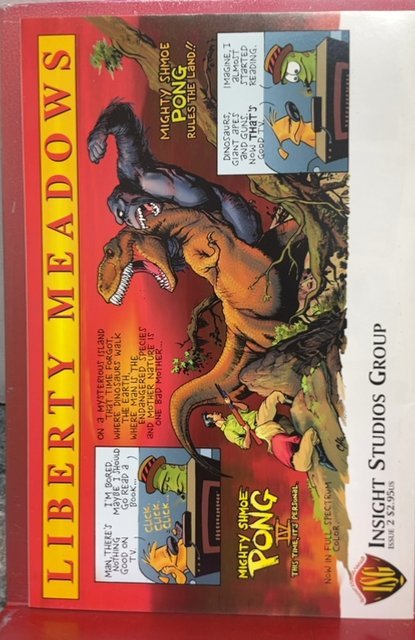 LIBERTY MEADOWS
MAN, THERE'S
NOTHING
GOOD ON
T.V.
I'M BORED.
MAYBE I SHOULD
GO READ A
BOOK...
CLICK
CLICK
CLICK...
ON A MYSTERIOUS ISLAND
THAT TIME FORGOT,
WHERE DINOSAURS WALK
THE EARTH,
WHERE MAN IS THE
ENDANGERED SPECIES
AND MOTHER NATURE IS
ONE BAD MOTHER...
MIGHTY SHMOE
PONG
RULES THE LAND!!
MIGHTY SHMOE
PONG
IV
THIS TIME, IT'S PERSONAL
NOW IN FULL SPECTRUM
COLOR
DINOSAURS,
GIANT APES
AND GUNS.
NOW THAT'S
GOOD T.V.
IMAGINE, I
ALMOST
STARTED
READING.
ISG
INSIGHT STUDIOS GROUP
ISSUE 2 $2.95US